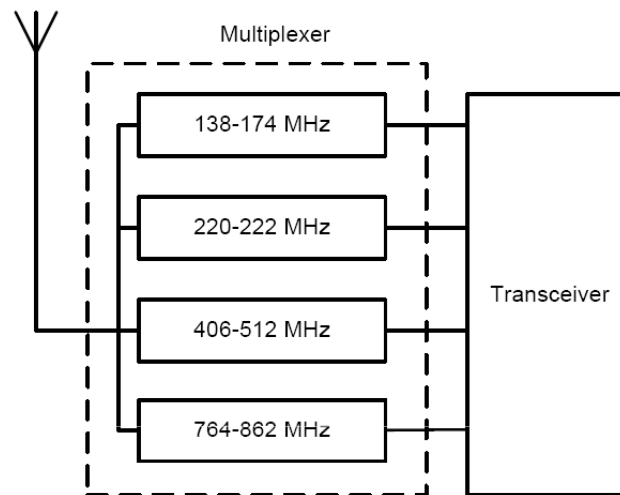 Multiplexer
138-174 MHz
220-222 MHz
406-512 MHz
764-862 MHz
Transceiver